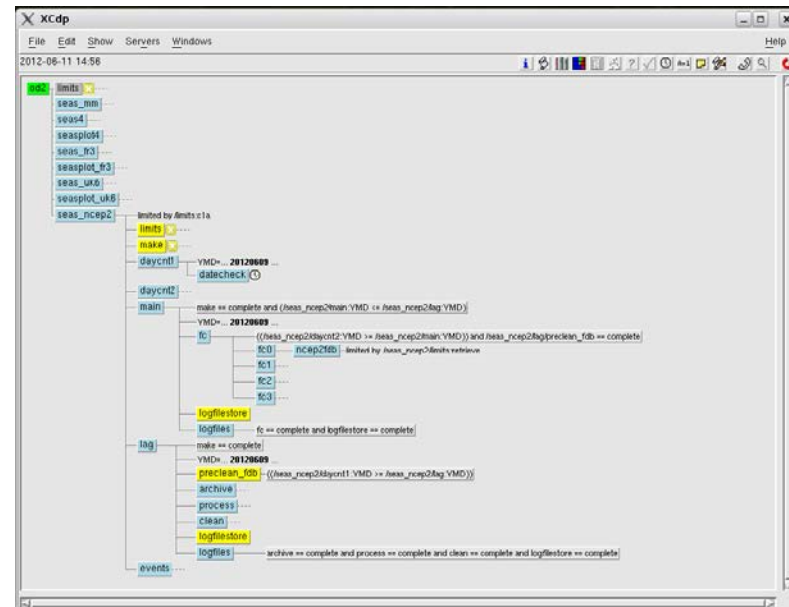 XCdp
File Edit Show Servers Windows Help
2012-06-11 14:56
od2 limits
seas_mm
seas4
seasplot4
seas_fr3
seasplot_fr3
seas_uk6
seasplot_uk6
seas_ncep2 limited by /limits:c1a
limits
make
daycnt1 YMD=... 20120609 ...
datecheck
daycnt2
main make == complete and (/seas_ncep2/main:YMD <= /seas_ncep2/lag:YMD)
YMD=... 20120609 ...
fc ((/seas_ncep2/daycnt2:YMD >= /seas_ncep2/main:YMD)) and /seas_ncep2/lag/preclean_fdb == complete
fc0 ncep2fdb limited by /seas_ncep2/limits:retrieve
fc1
fc2
fc3
logfilestore
logfiles fc == complete and logfilestore == complete
lag make == complete
YMD=... 20120609 ...
preclean_fdb ((/seas_ncep2/daycnt1:YMD >= /seas_ncep2/lag:YMD))
archive
process
clean
logfilestore
logfiles archive == complete and process == complete and clean == complete and logfilestore == complete
events